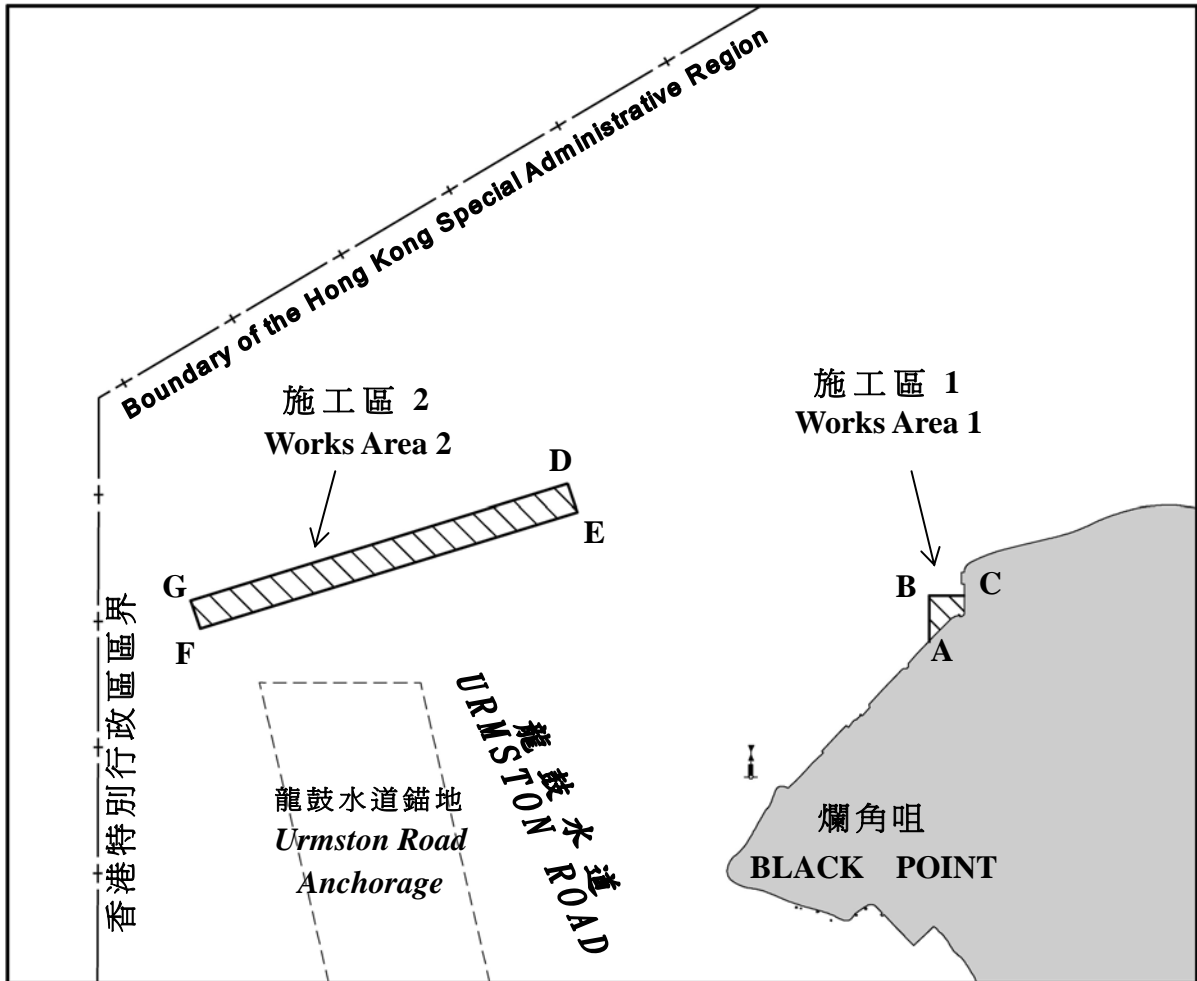 Boundary of the Hong Kong Special Administrative Region
施工區 2
Works Area 2
施工區 1
Works Area 1
D
E
G
F
B
C
A
香港特別行政區區界
龍鼓水道
URMSTON ROAD
龍鼓水道錨地
Urmston Road
Anchorage
爛角咀
BLACK POINT